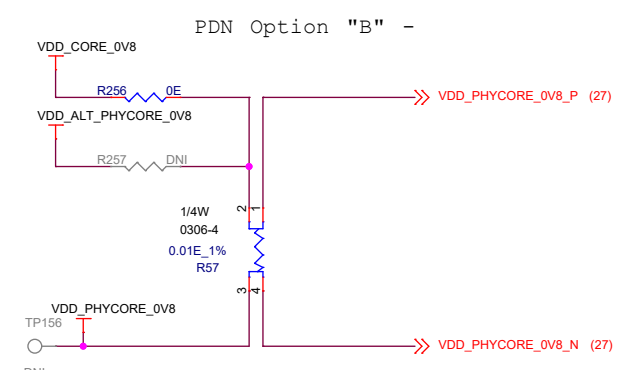 PDN Option "B" -
VDD_CORE_0V8
R256 0E
VDD_PHYCORE_0V8_P (27)
VDD_ALT_PHYCORE_0V8
R257 DNI
1/4W
2 1
0306-4
0.01E_1%
R57
3 4
VDD_PHYCORE_0V8
TP156
VDD_PHYCORE_0V8_N (27)